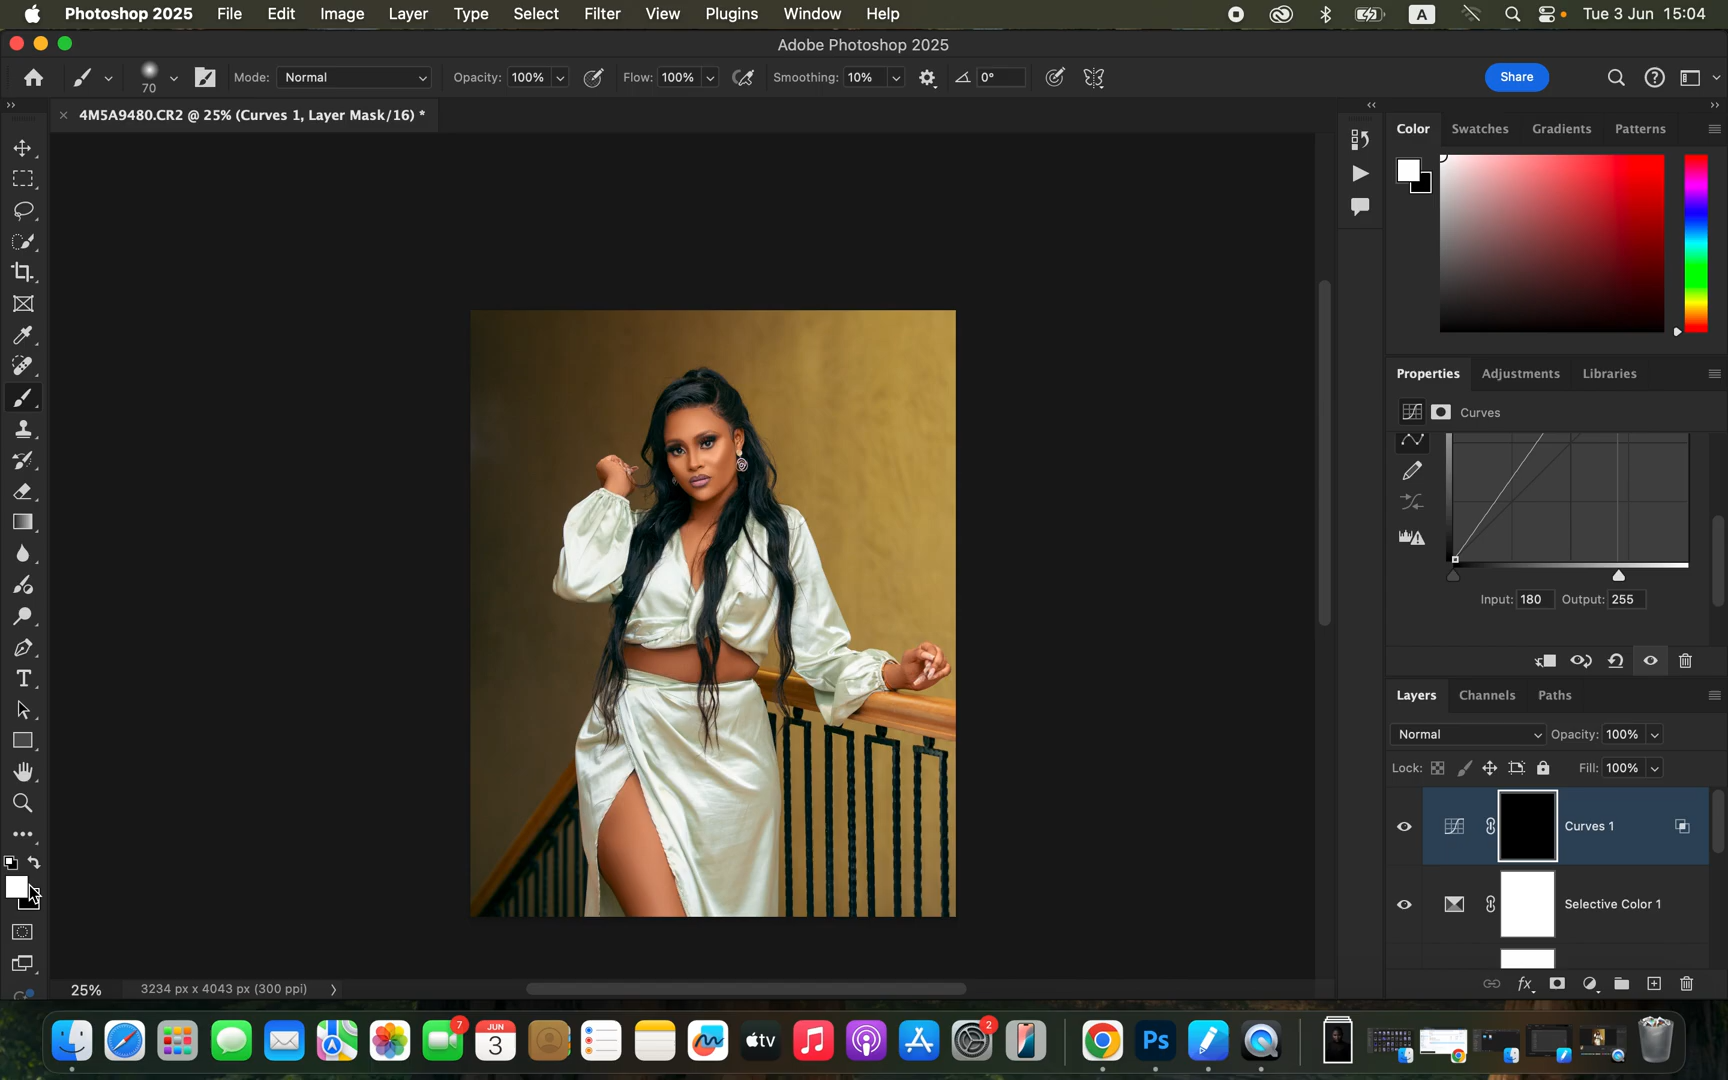 Photoshop 2025 File Edit Image Layer Type Select Filter View Plugins Window Help A Tue 3 Jun 15:04
Adobe Photoshop 2025
70 Mode: Normal Opacity: 100% Flow: 100% Smoothing: 10% 0° Share
4M5A9480.CR2 @ 25% (Curves 1, Layer Mask/16) *
Color Swatches Gradients Patterns
Properties Adjustments Libraries
Curves
Input: 180 Output: 255
Layers Channels Paths
Normal Opacity: 100%
Lock: Fill: 100%
Curves 1
Selective Color 1
fx
25% 3234 px x 4043 px (300 ppi)
7 JUN 3 tv 2 Ps